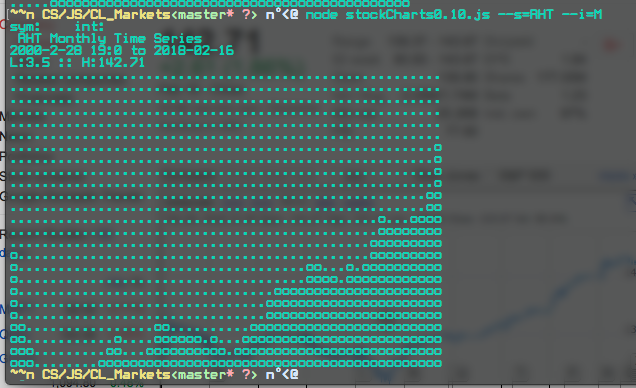 ~~n CS/JS/CL_Markets<master* ?> n°<@ node stockCharts0.10.js --s=RHT --i=M
sym: int:
RHT Monthly Time Series
2000-2-28 15:0 to 2018-02-16
L:3.5 :: H:142.71
~~n CS/JS/CL_Markets<master* ?> n°<@